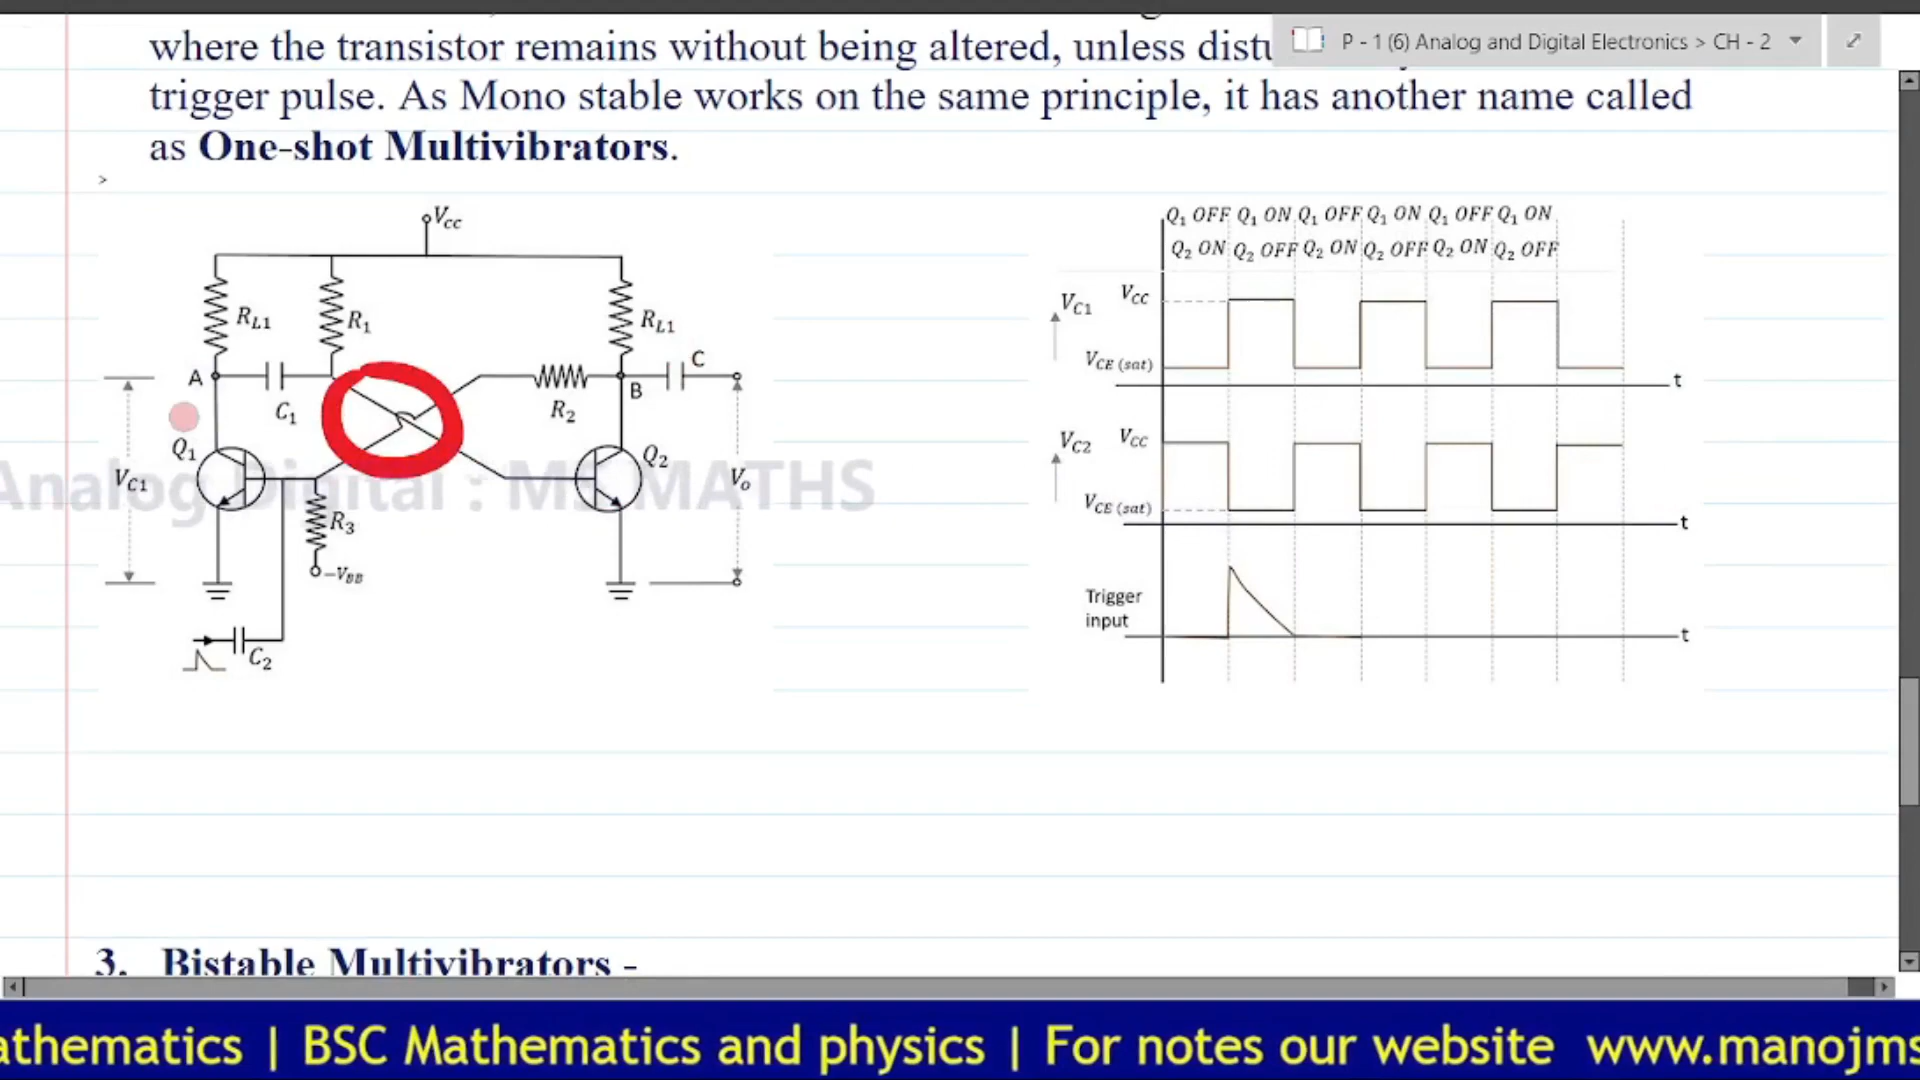 where the transistor remains without being altered, unless
P - 1 (6) Analog and Digital Electronics > CH - 2
trigger pulse. As Mono stable works on the same principle, it has another name called
as One-shot Multivibrators.
>
Vcc
RL1
R1
RL1
A
C1
R2
B
C
Q1
Q2
VC1
Vo
R3
-VBB
C2
Q1 OFF Q1 ON Q1 OFF Q1 ON Q1 OFF Q1 ON
Q2 ON Q2 OFF Q2 ON Q2 OFF Q2 ON Q2 OFF
VC1
VCC
VCE (sat)
t
VC2
VCC
VCE (sat)
t
Trigger
input
t
Analog Digital : MS MATHS
3. Bistable Multivibrators -
athematics | BSC Mathematics and physics | For notes our website www.manojms